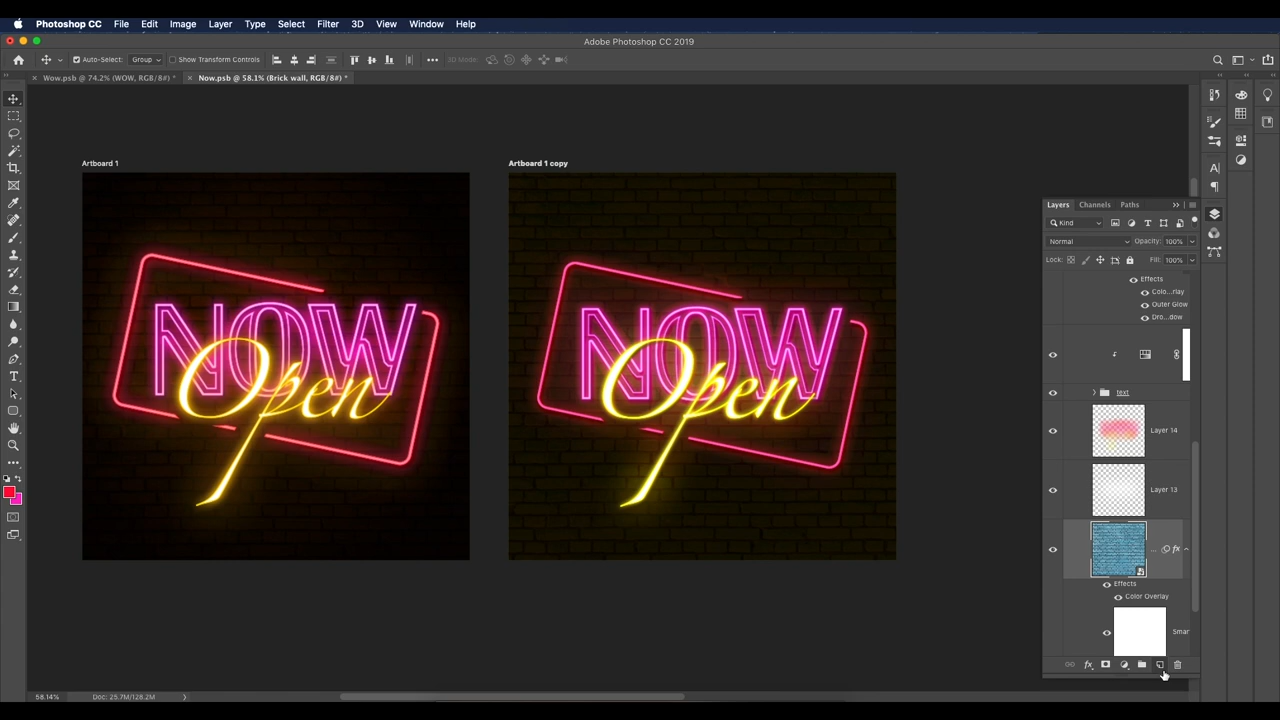 Photoshop CC File Edit Image Layer Type Select Filter 3D View Window Help
Adobe Photoshop CC 2019
Auto-Select: Group Show Transform Controls 3D Mode:
Wow.psb @ 74.2% (WOW, RGB/8#) * Now.psb @ 58.1% (Brick wall, RGB/8#) *
Artboard 1
Artboard 1 copy
NOW
Open
NOW
Open
Layers Channels Paths
Kind
Normal Opacity: 100%
Lock: Fill: 100%
Effects
Colo...rlay
Outer Glow
Dro...dow
text
Layer 14
Layer 13
... fx
Effects
Color Overlay
Smar
fx
58.14% Doc: 25.7M/128.2M